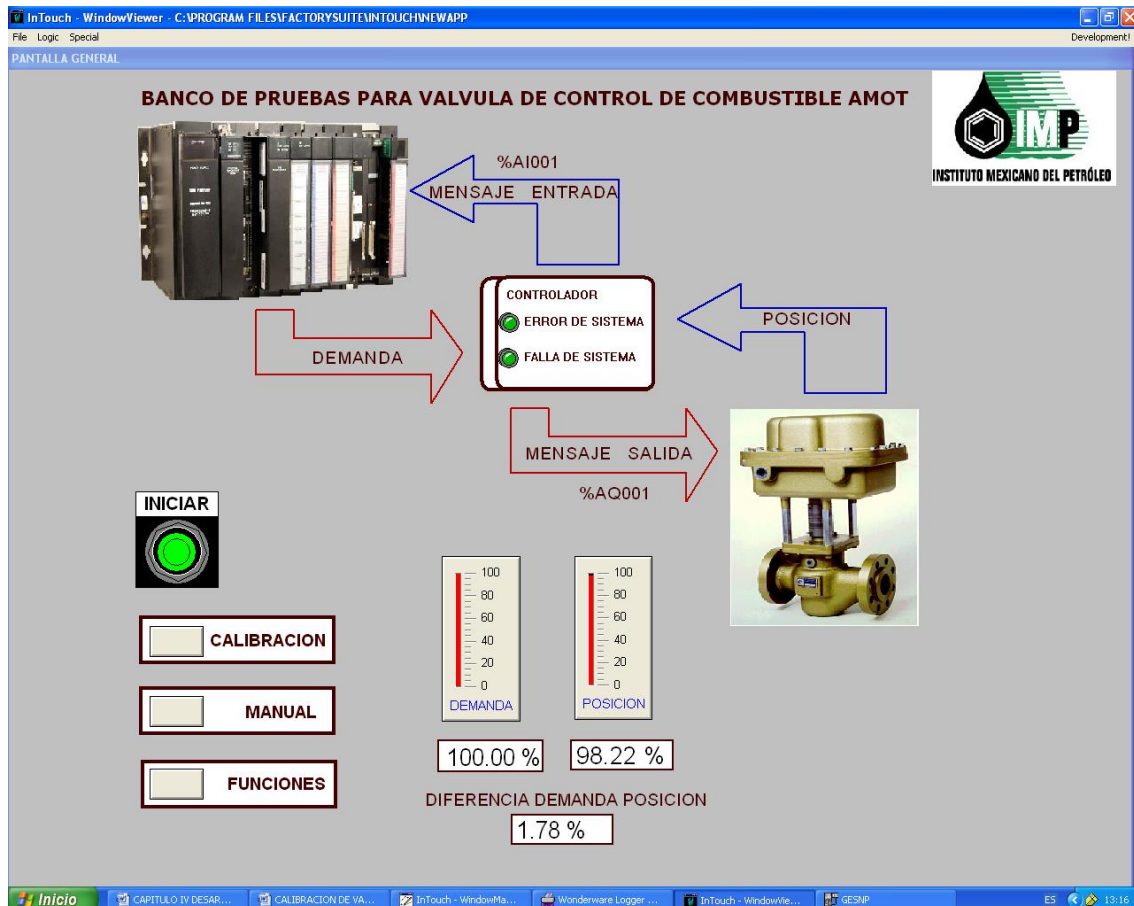 InTouch - WindowViewer - C:\PROGRAM FILES\FACTORYSUITE\INTOUCH\NEWAPP
File Logic Special
Development!
PANTALLA GENERAL
BANCO DE PRUEBAS PARA VALVULA DE CONTROL DE COMBUSTIBLE AMOT
IMP
INSTITUTO MEXICANO DEL PETRÓLEO
%AI001
MENSAJE ENTRADA
CONTROLADOR
ERROR DE SISTEMA
FALLA DE SISTEMA
POSICION
DEMANDA
MENSAJE SALIDA
%AQ001
INICIAR
CALIBRACION
MANUAL
FUNCIONES
100
80
60
40
20
0
DEMANDA
100
80
60
40
20
0
POSICION
100.00 %
98.22 %
DIFERENCIA DEMANDA POSICION
1.78 %
Inicio
CAPITULO IV DESAR...
CALIBRACION DE VA...
InTouch - WindowMa...
Wonderware Logger ...
InTouch - WindowVie...
GESNP
ES
13:16